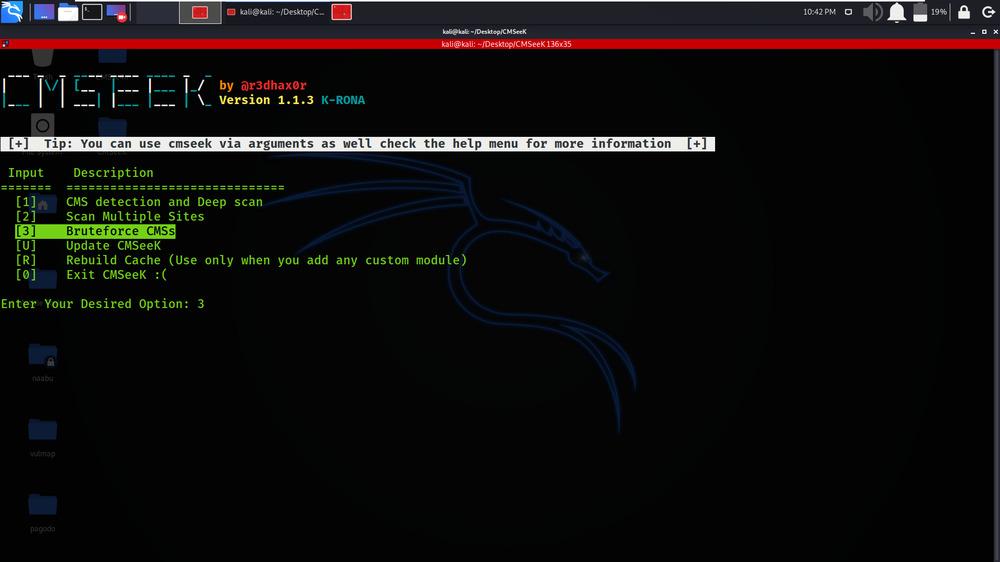 kali@kali: ~/Desktop/C...
10:42 PM
19%
kali@kali: ~/Desktop/CMSeeK
kali@kali: ~/Desktop/CMSeeK 136x35
CMSEEK
by @r3dhax0r
Version 1.1.3 K-RONA
[+] Tip: You can use cmseek via arguments as well check the help menu for more information [+]
Input Description
======= ==============================
[1] CMS detection and Deep scan
[2] Scan Multiple Sites
[3] Bruteforce CMSs
[U] Update CMSeeK
[R] Rebuild Cache (Use only when you add any custom module)
[0] Exit CMSeeK :(
Enter Your Desired Option: 3
naabu
vulmap
pagodo